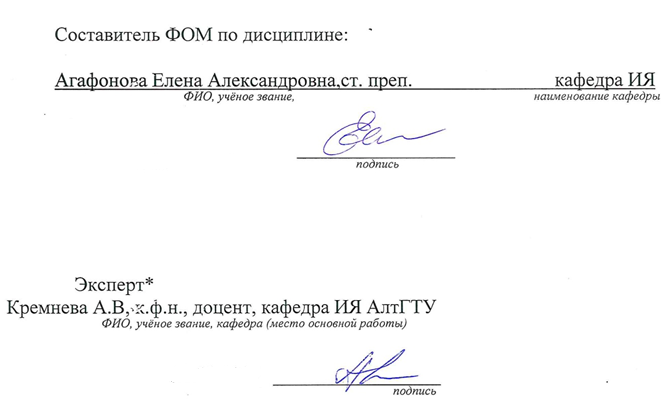 Составитель ФОМ по дисциплине:
Агафонова Елена Александровна,ст. преп. кафедра ИЯ
ФИО, учёное звание, наименование кафедры
подпись
Эксперт*
Кремнева А.В, к.ф.н., доцент, кафедра ИЯ АлтГТУ
ФИО, учёное звание, кафедра (место основной работы)
подпись